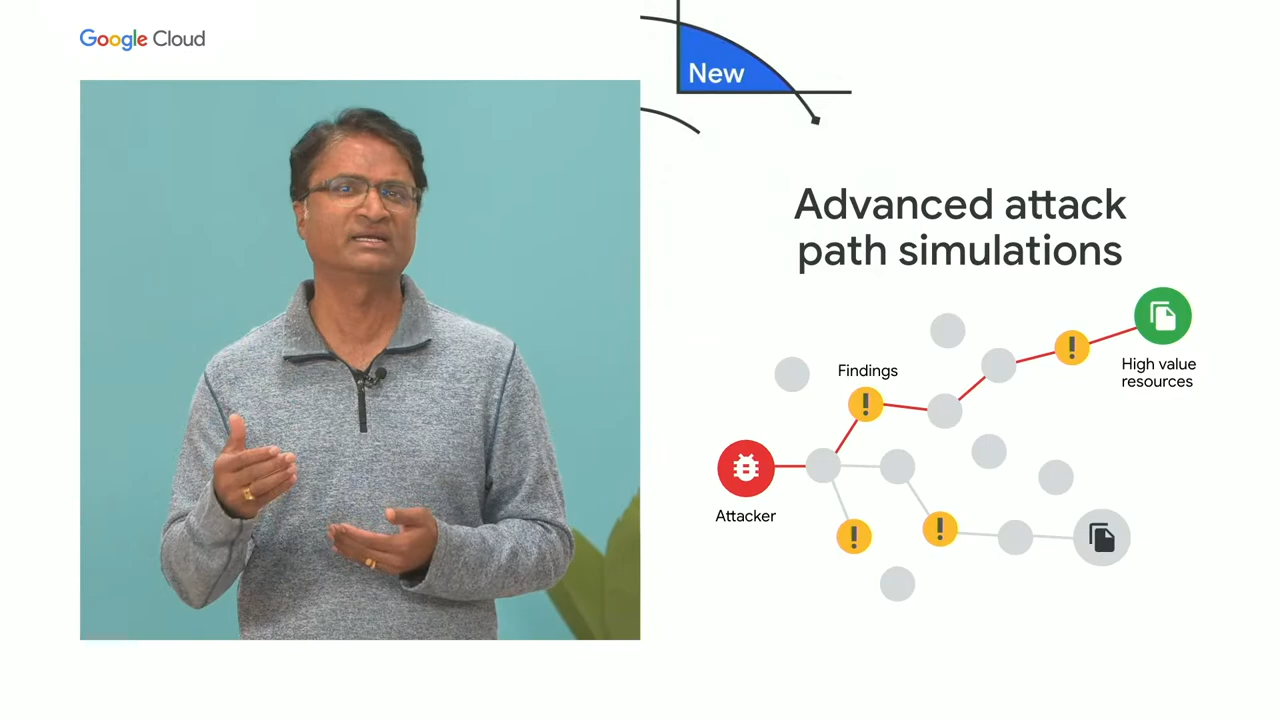 Google Cloud
New
Advanced attack
path simulations
Findings
High value
resources
Attacker